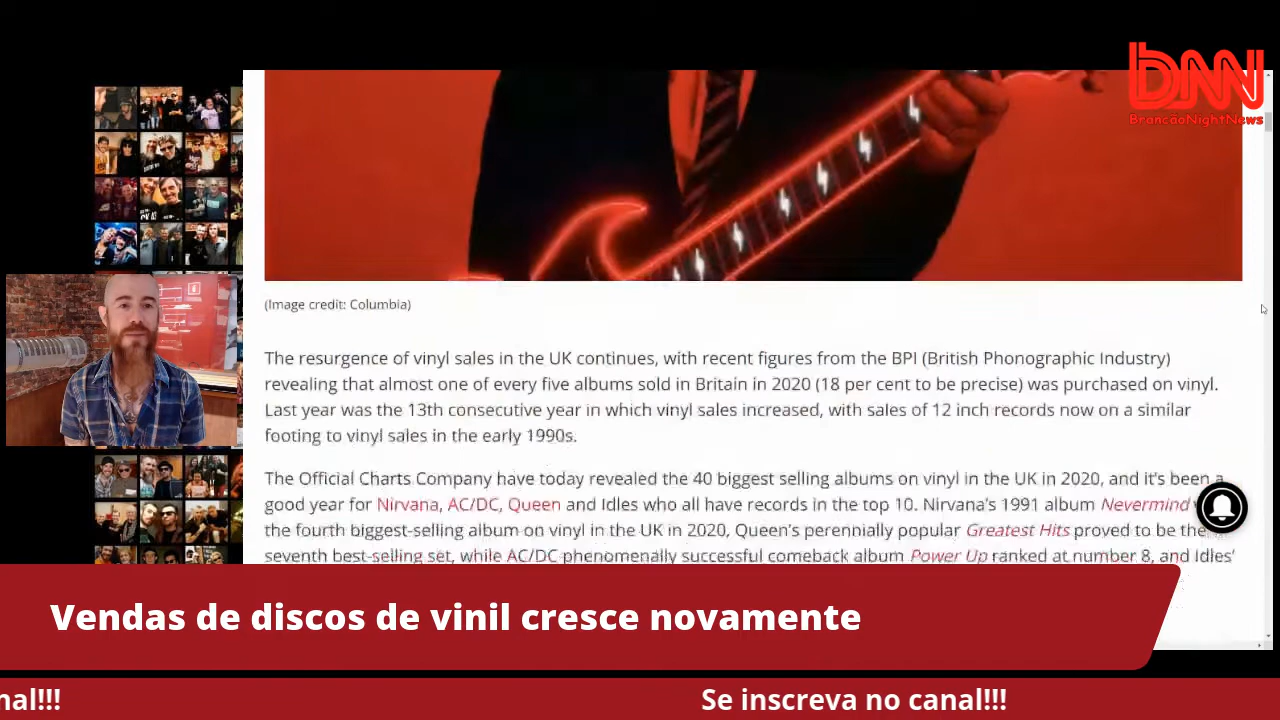 DNN
BrancãoNightNews
(Image credit: Columbia)
The resurgence of vinyl sales in the UK continues, with recent figures from the BPI (British Phonographic Industry)
revealing that almost one of every five albums sold in Britain in 2020 (18 per cent to be precise) was purchased on vinyl.
Last year was the 13th consecutive year in which vinyl sales increased, with sales of 12 inch records now on a similar
footing to vinyl sales in the early 1990s.
The Official Charts Company have today revealed the 40 biggest selling albums on vinyl in the UK in 2020, and it's been a
good year for Nirvana, AC/DC, Queen and Idles who all have records in the top 10. Nirvana's 1991 album Nevermind
the fourth biggest-selling album on vinyl in the UK in 2020, Queen's perennially popular Greatest Hits proved to be the
seventh best-selling set, while AC/DC phenomenally successful comeback album Power Up ranked at number 8, and Idles'
Vendas de discos de vinil cresce novamente
nal!!! Se inscreva no canal!!!